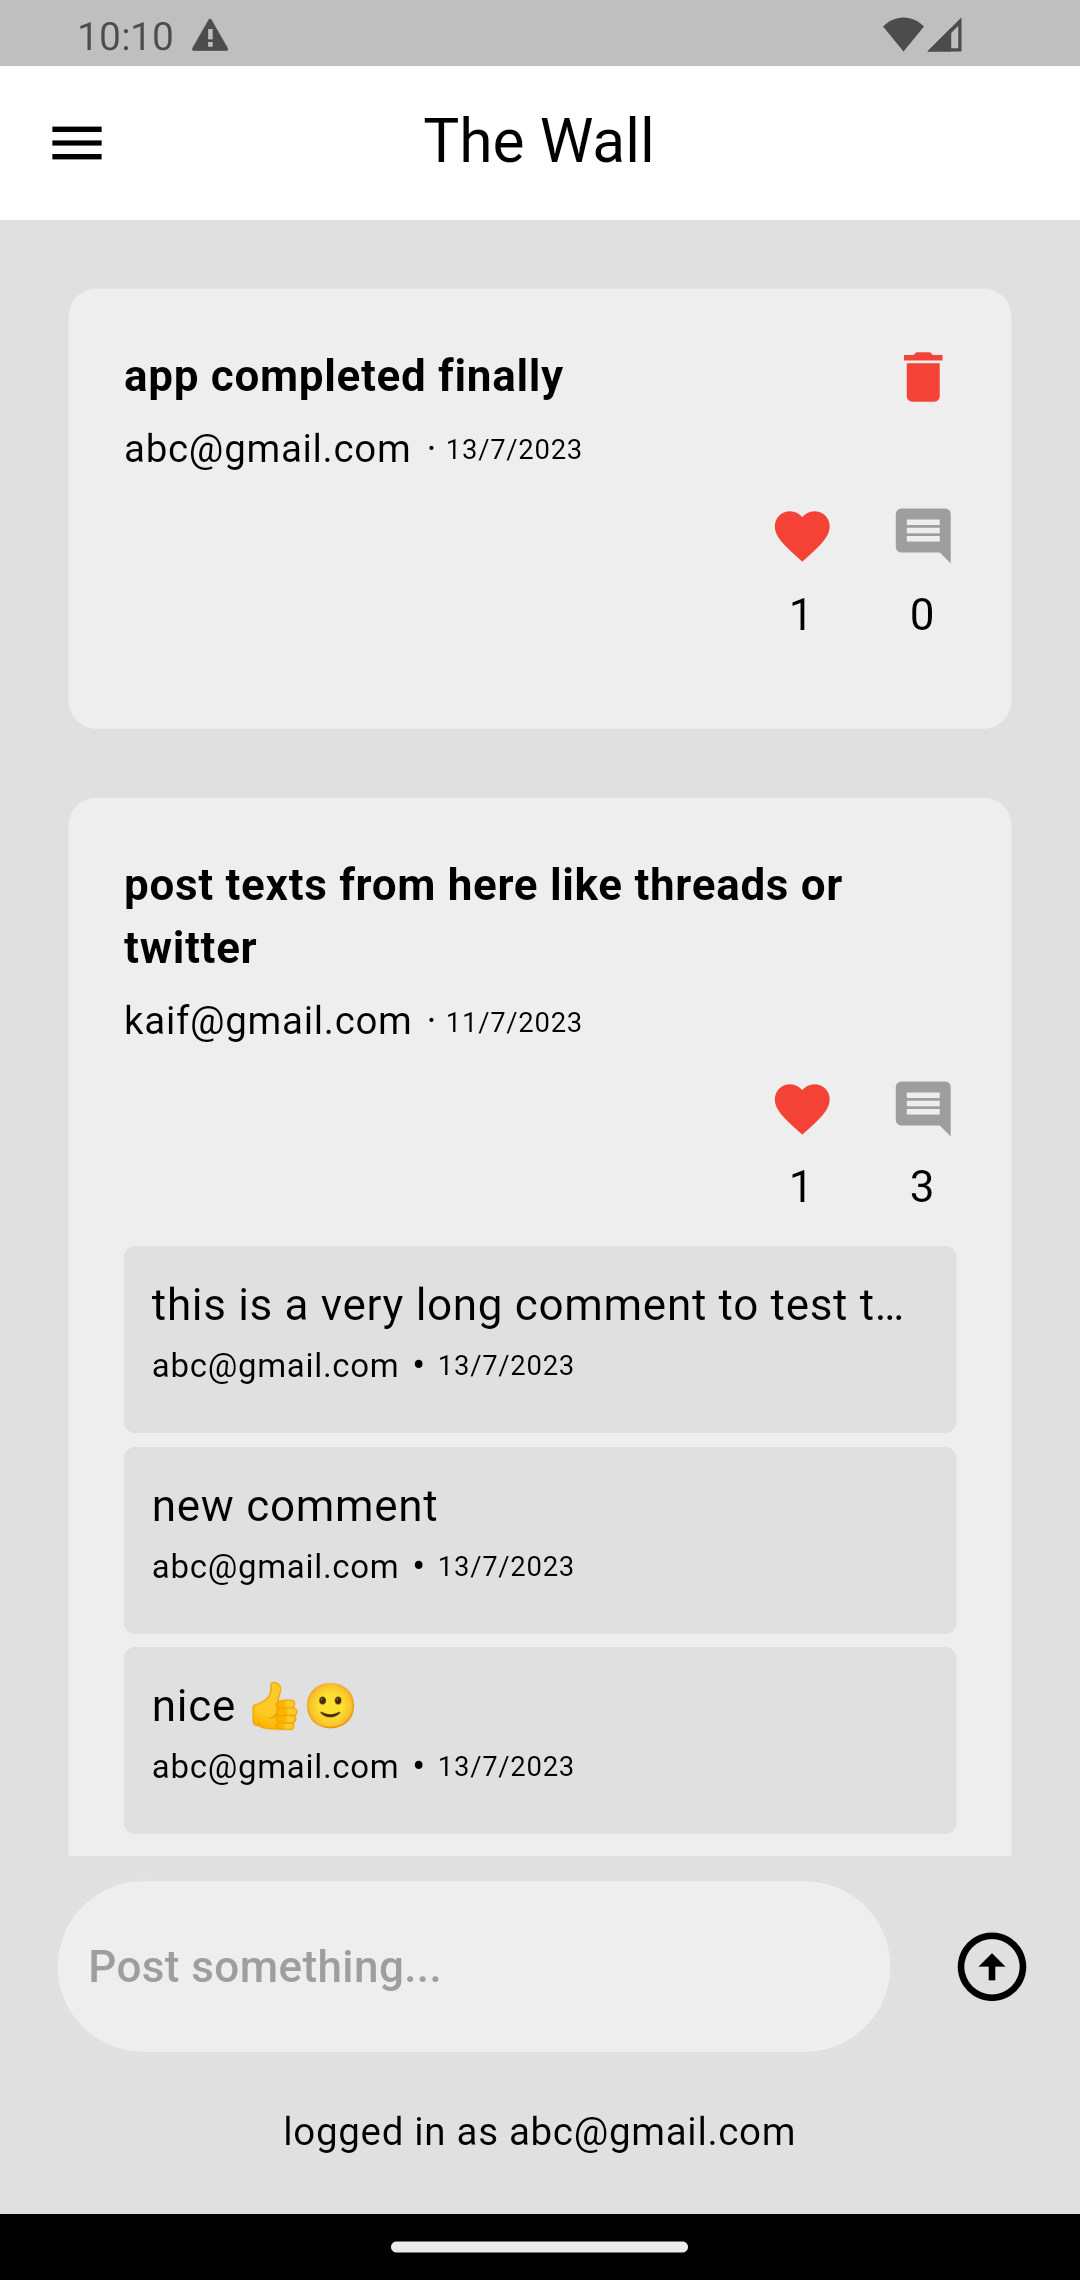 10:10
The Wall
app completed finally
abc@gmail.com · 13/7/2023
1 0
post texts from here like threads or
twitter
kaif@gmail.com · 11/7/2023
1 3
this is a very long comment to test t…
abc@gmail.com • 13/7/2023
new comment
abc@gmail.com • 13/7/2023
nice 👍🙂
abc@gmail.com • 13/7/2023
Post something...
logged in as abc@gmail.com